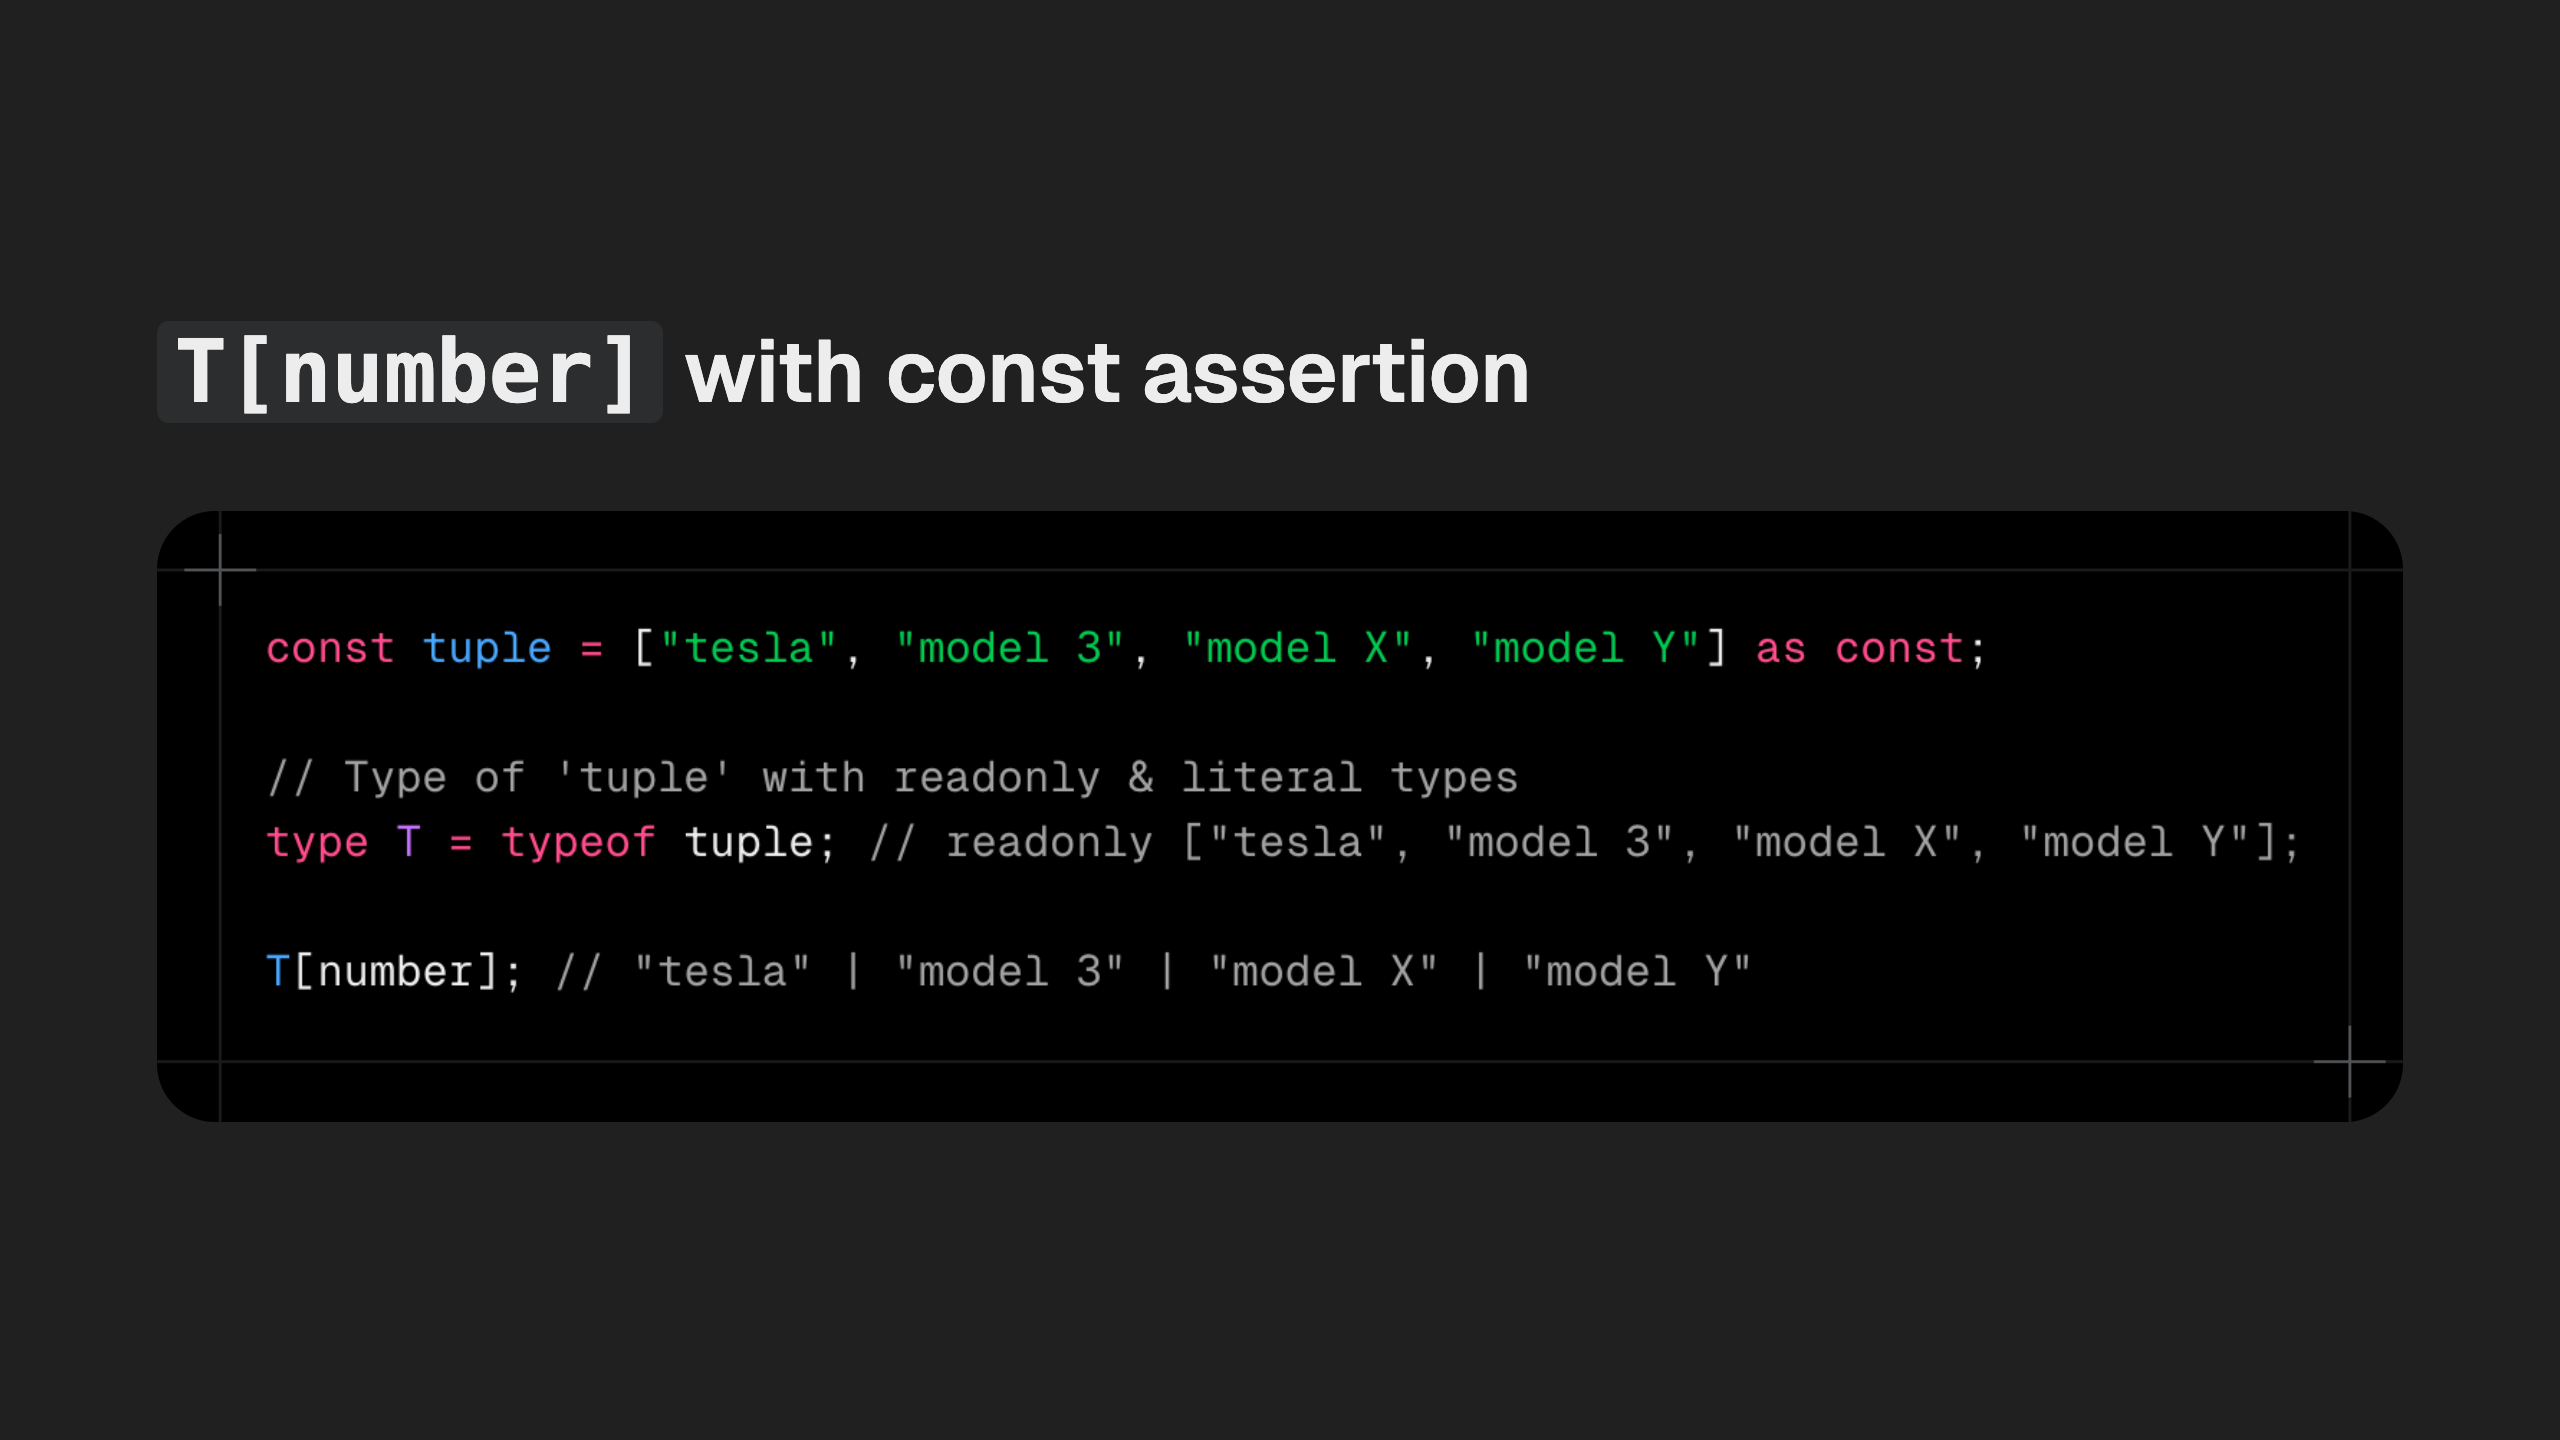 T[number] with const assertion
const tuple = ["tesla", "model 3", "model X", "model Y"] as const;
// Type of 'tuple' with readonly & literal types
type T = typeof tuple; // readonly ["tesla", "model 3", "model X", "model Y"];
T[number]; // "tesla" | "model 3" | "model X" | "model Y"